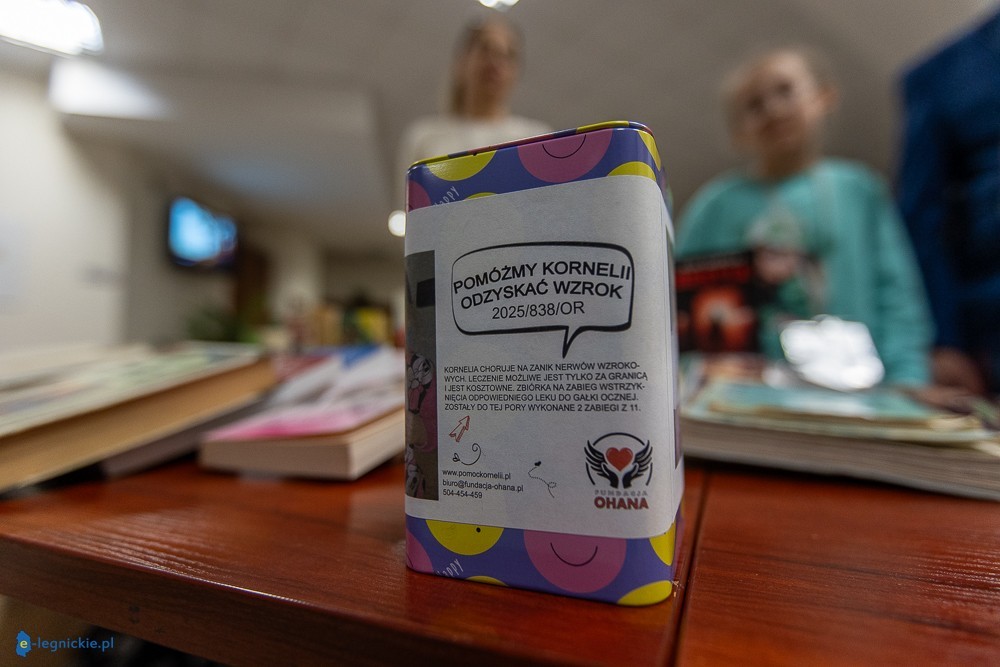 POMÓŻMY KORNELII
ODZYSKAĆ WZROK
2025/838/OR
KORNELIA CHORUJE NA ZANIK NERWÓW WZROKO-
WYCH. LECZENIE MOŻLIWE JEST TYLKO ZA GRANICĄ
I JEST KOSZTOWNE. ZBIÓRKA NA ZABIEG WSTRZYK-
NIĘCIA ODPOWIEDNIEGO LEKU DO GAŁKI OCZNEJ.
ZOSTAŁY DO TEJ PORY WYKONANE 2 ZABIEGI Z 11.
www.pomockornelii.pl
biuro@fundacja-ohana.pl
504-454-459
FUNDACJA
OHANA
e-legnickie.pl